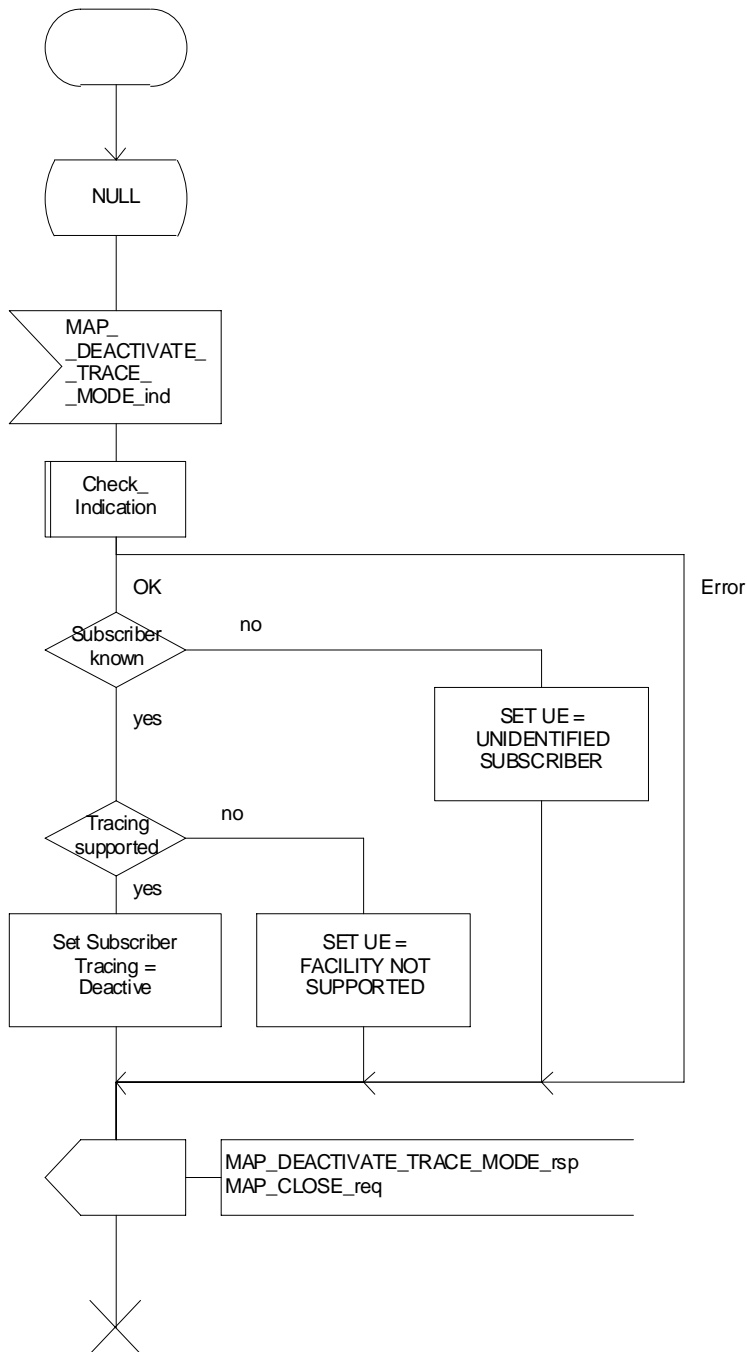 NULL
MAP_
_DEACTIVATE_
_TRACE_
_MODE_ind
Check_
Indication
OK
Error
Subscriber
known
no
yes
SET UE =
UNIDENTIFIED
SUBSCRIBER
Tracing
supported
no
yes
Set Subscriber
Tracing =
Deactive
SET UE =
FACILITY NOT
SUPPORTED
MAP_DEACTIVATE_TRACE_MODE_rsp
MAP_CLOSE_req